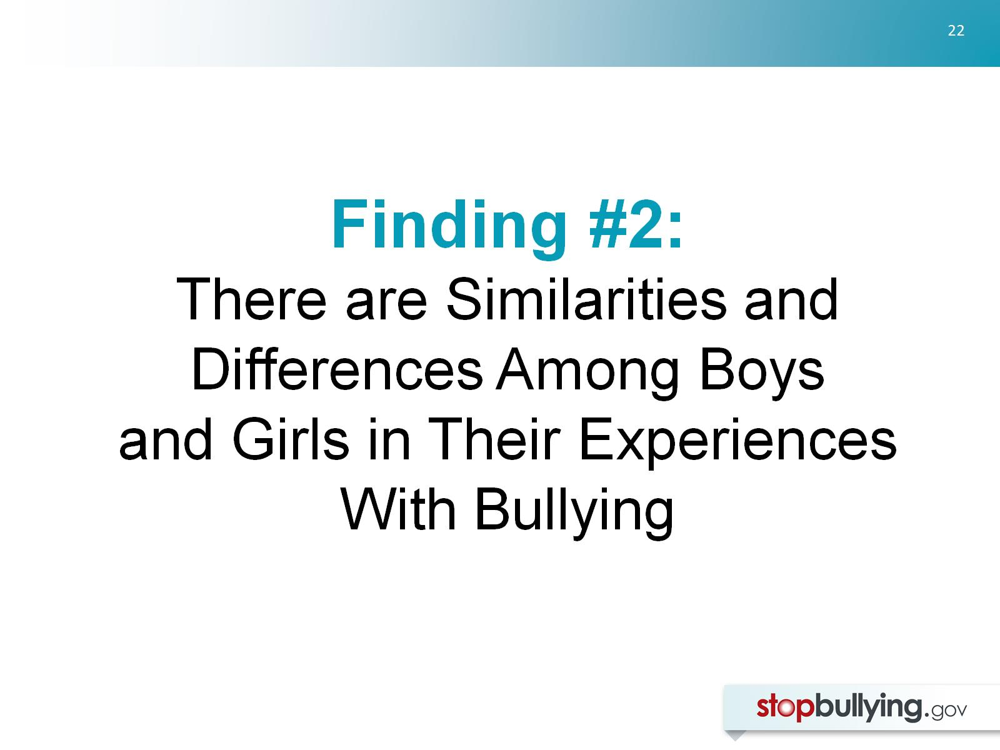 22
Finding #2:
There are Similarities and
Differences Among Boys
and Girls in Their Experiences
With Bullying
stopbullying.gov